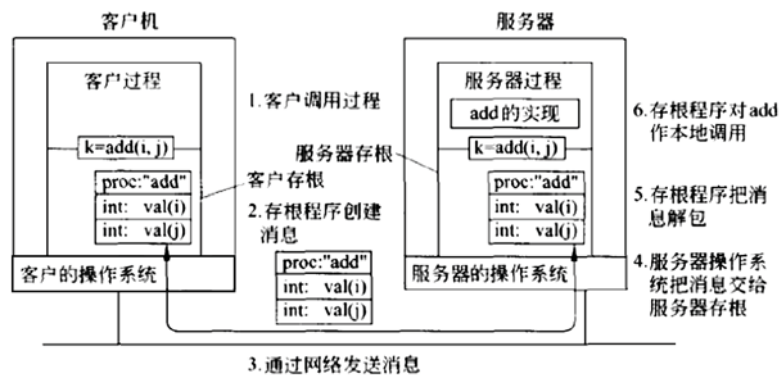 客户机
服务器
客户过程
1.客户调用过程
服务器过程
add的实现
6.存根程序对add
作本地调用
k=add(i, j)
服务器存根
k=add(i, j)
proc:"add"
int: val(i)
int: val(j)
客户存根
2.存根程序创建
消息
proc:"add"
int: val(i)
int: val(j)
proc:"add"
int: val(i)
int: val(j)
5.存根程序把消
息解包
客户的操作系统
服务器的操作系统
4.服务器操作系
统把消息交给
服务器存根
3.通过网络发送消息